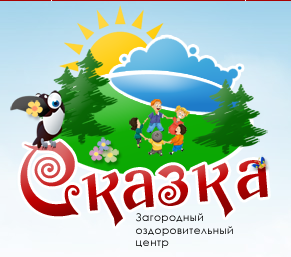 Сказка
Загородный
оздоровительный
центр